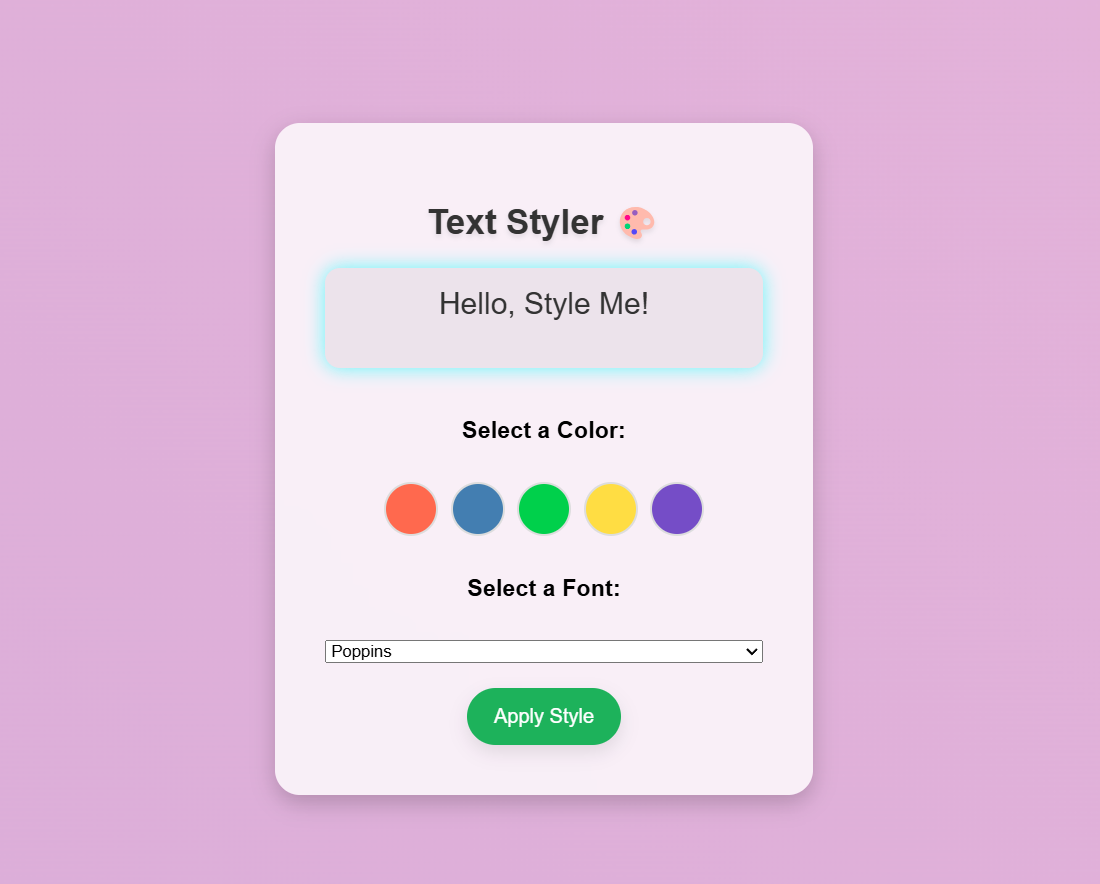 Text Styler 🎨
Hello, Style Me!
Select a Color:
Select a Font:
Poppins
Apply Style